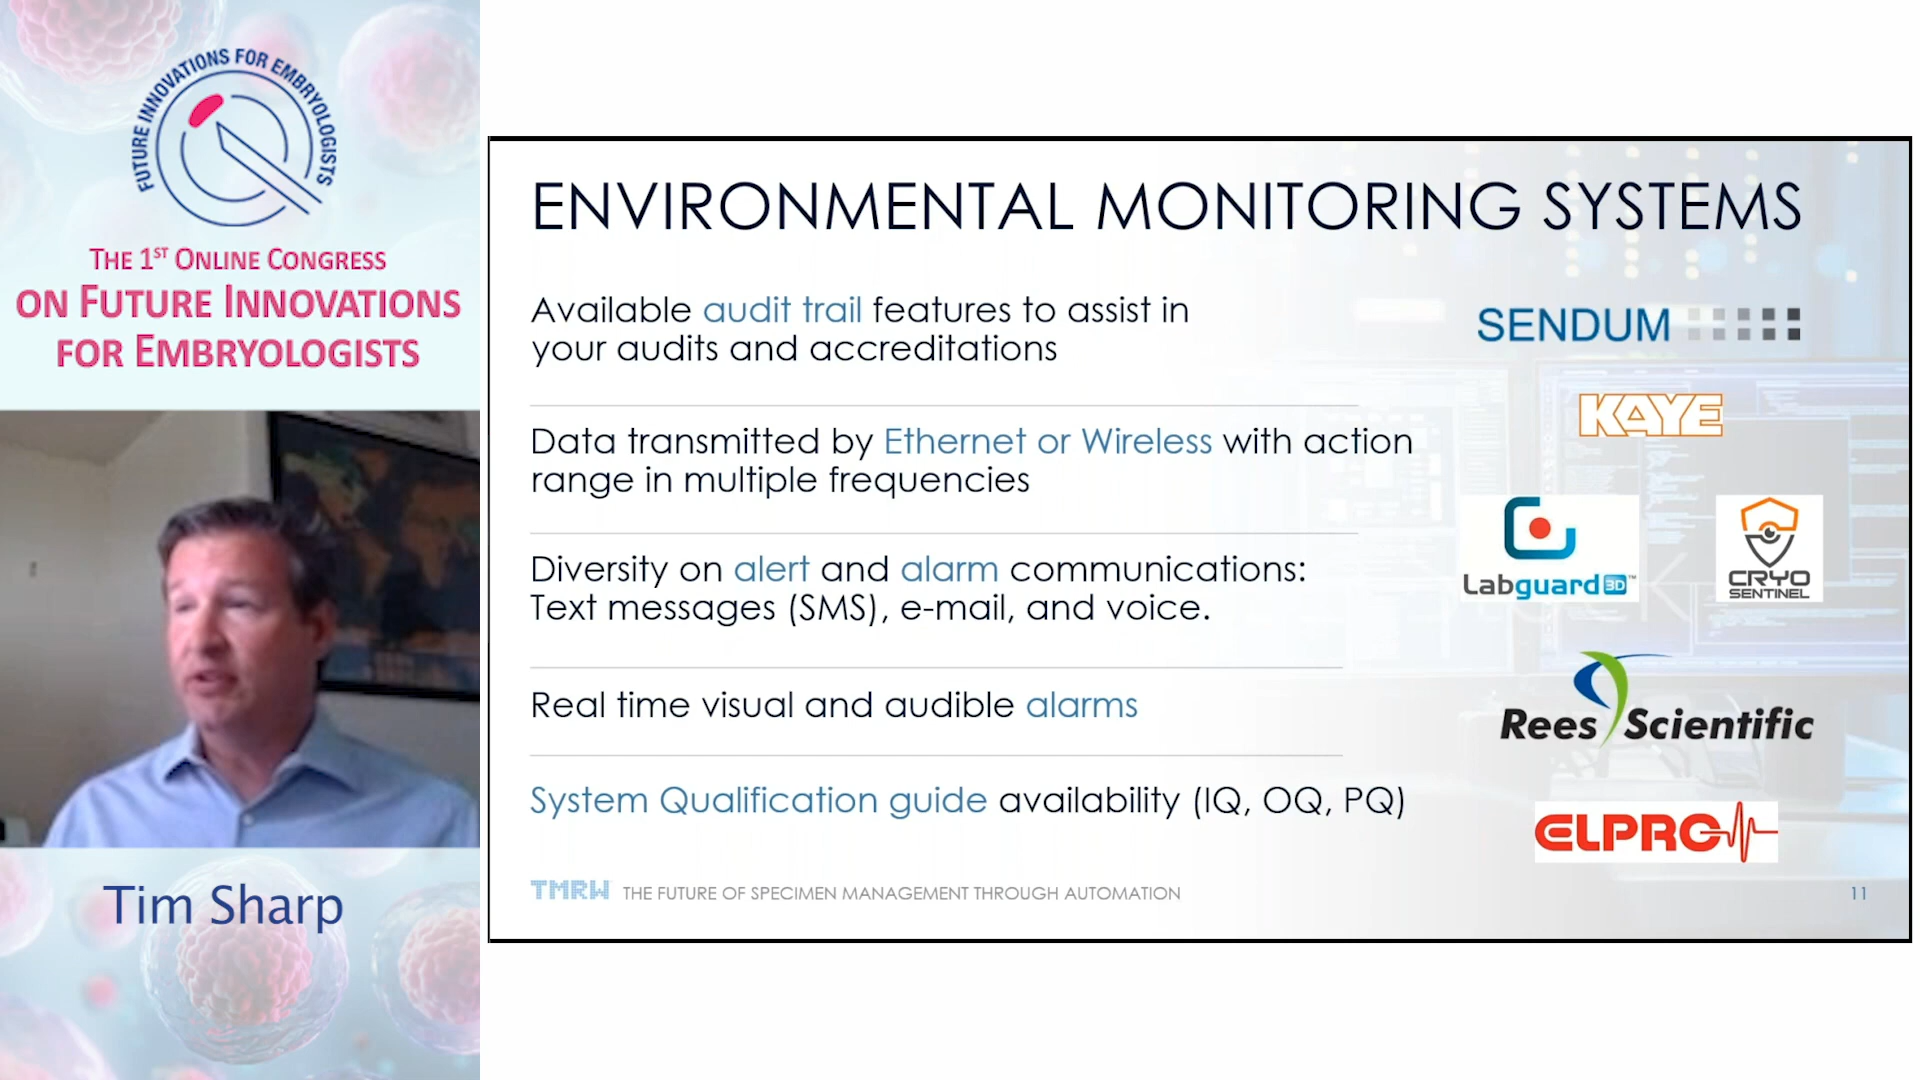 FUTURE INNOVATIONS FOR EMBRYOLOGISTS
THE 1ST ONLINE CONGRESS
ON FUTURE INNOVATIONS
FOR EMBRYOLOGISTS
Tim Sharp
ENVIRONMENTAL MONITORING SYSTEMS
Available audit trail features to assist in
your audits and accreditations
Data transmitted by Ethernet or Wireless with action
range in multiple frequencies
Diversity on alert and alarm communications:
Text messages (SMS), e-mail, and voice.
Real time visual and audible alarms
System Qualification guide availability (IQ, OQ, PQ)
SENDUM
KAYE
Labguard 3D™
CRYO
SENTINEL
Rees Scientific
ELPRO
TMRW THE FUTURE OF SPECIMEN MANAGEMENT THROUGH AUTOMATION
11